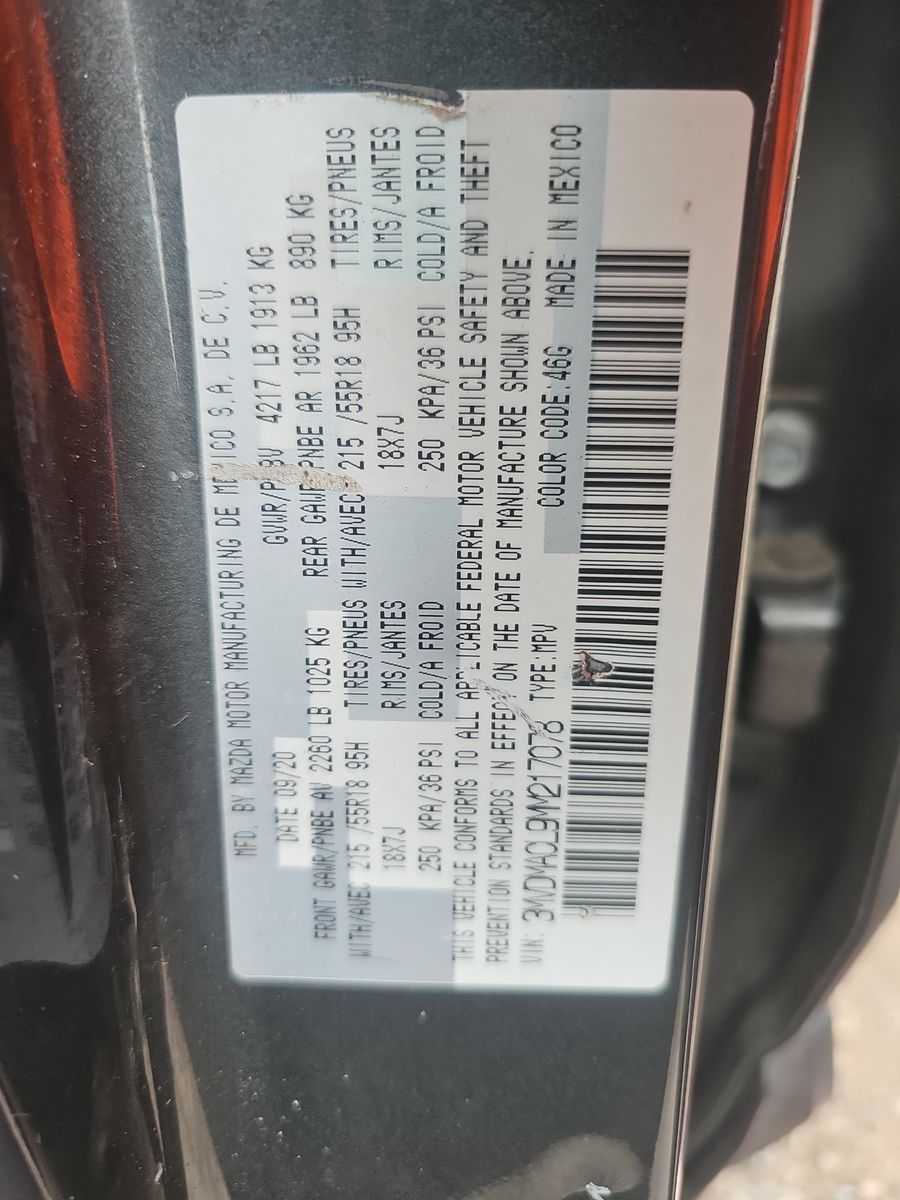 MFD. BY MAZDA MOTOR MANUFACTURING DE MEXICO S.A. DE C.V.
DATE 09/20 GVWR/PNBV 4217 LB 1913 KG
FRONT GAWR/PNBE AV 2260 LB 1025 KG REAR GAWR/PNBE AR 1962 LB 890 KG
WITH/AVEC 215 /55R18 95H TIRES/PNEUS WITH/AVEC 215 /55R18 95H TIRES/PNEUS
18X7J RIMS/JANTES 18X7J RIMS/JANTES
250 KPA/36 PSI COLD/A FROID 250 KPA/36 PSI COLD/A FROID
THIS VEHICLE CONFORMS TO ALL APPLICABLE FEDERAL MOTOR VEHICLE SAFETY AND THEFT
PREVENTION STANDARDS IN EFFECT ON THE DATE OF MANUFACTURE SHOWN ABOVE.
VIN: 3MVDMACL9MM217078 TYPE:MPV COLOR CODE:46G MADE IN MEXICO